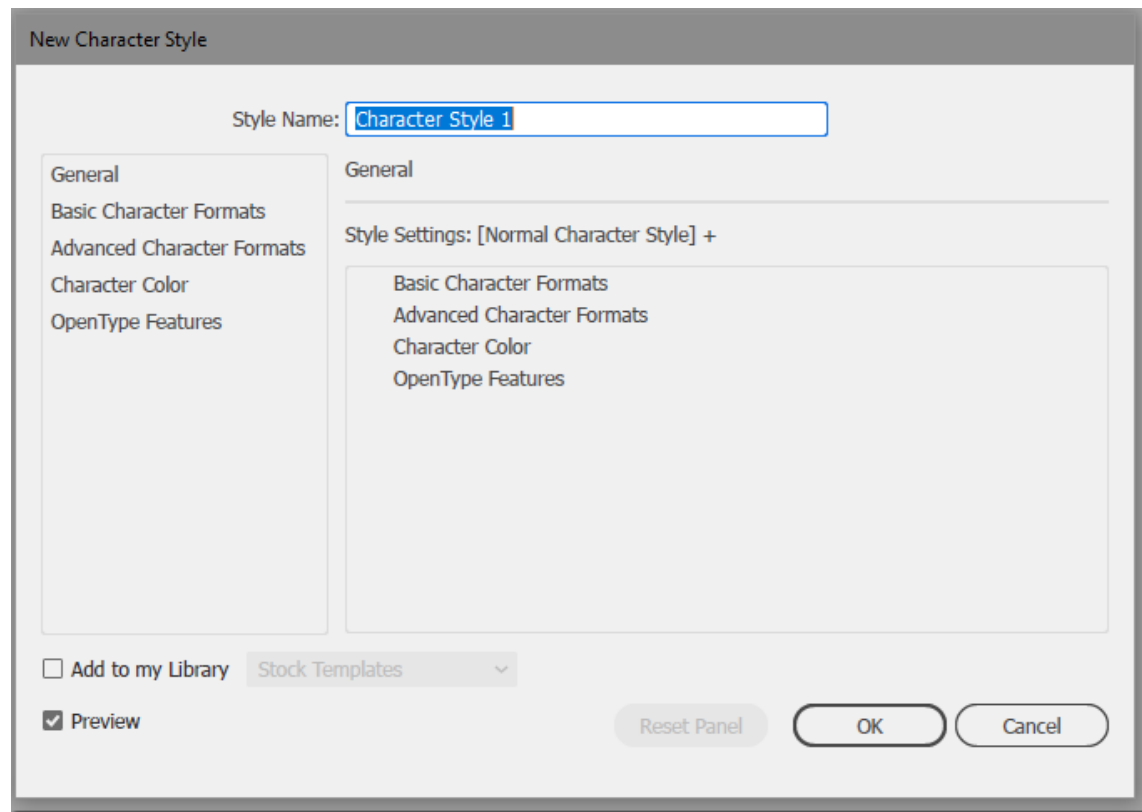 New Character Style
Style Name: Character Style 1
General
Basic Character Formats
Advanced Character Formats
Character Color
OpenType Features
General
Style Settings: [Normal Character Style] +
Basic Character Formats
Advanced Character Formats
Character Color
OpenType Features
Add to my Library Stock Templates
Preview
Reset Panel OK Cancel